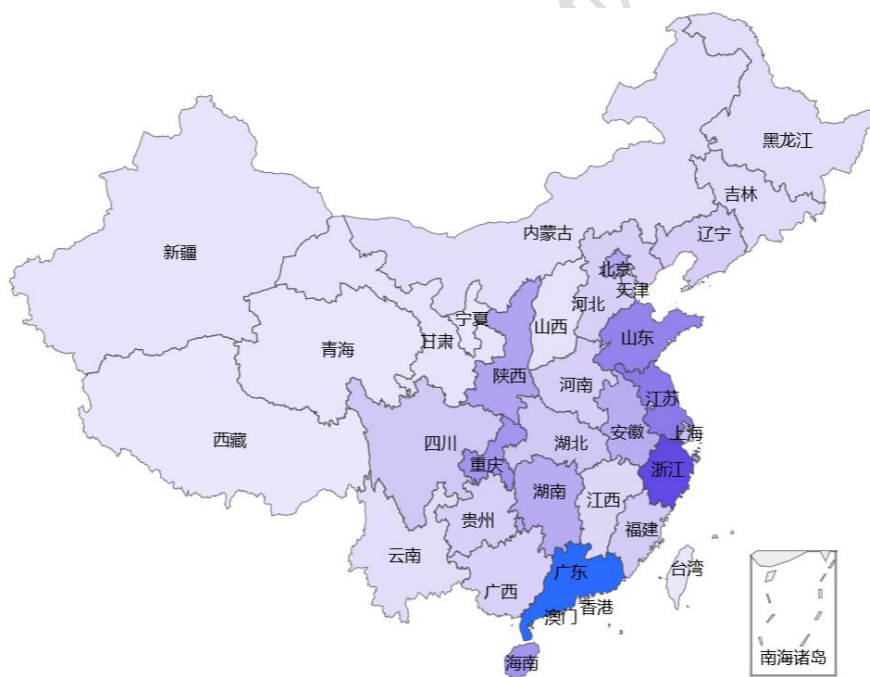 黑龙江
吉林
辽宁
内蒙古
新疆
北京
天津
河北
宁夏
山西
山东
甘肃
青海
陕西
河南
江苏
安徽
上海
西藏
四川
湖北
重庆
浙江
湖南
江西
贵州
福建
云南
广西
广东
台湾
香港
澳门
海南
南海诸岛